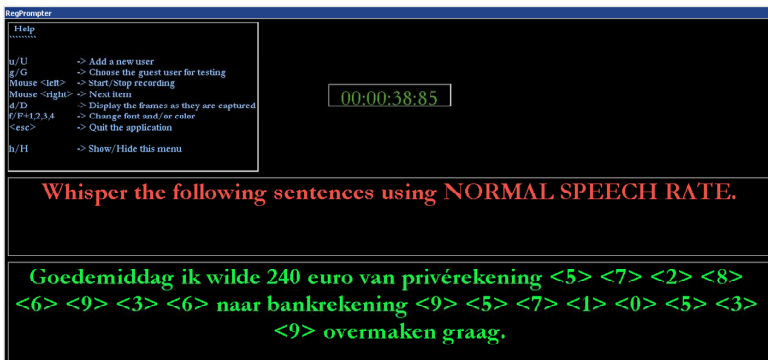 RegPrompter
Help
˜˜˜˜˜˜˜˜˜
u/U -> Add a new user
g/G -> Choose the guest user for testing
Mouse <left> -> Start/Stop recording
Mouse <right> -> Next item
d/D -> Display the frames as they are captured
f/F+1,2,3,4 -> Change font and/or color
<esc> -> Quit the application
h/H -> Show/Hide this menu
00:00:38:85
Whisper the following sentences using NORMAL SPEECH RATE.
Goedemiddag ik wilde 240 euro van privérekening <5> <7> <2> <8>
<6> <9> <3> <6> naar bankrekening <9> <5> <7> <1> <0> <5> <3>
<9> overmaken graag.